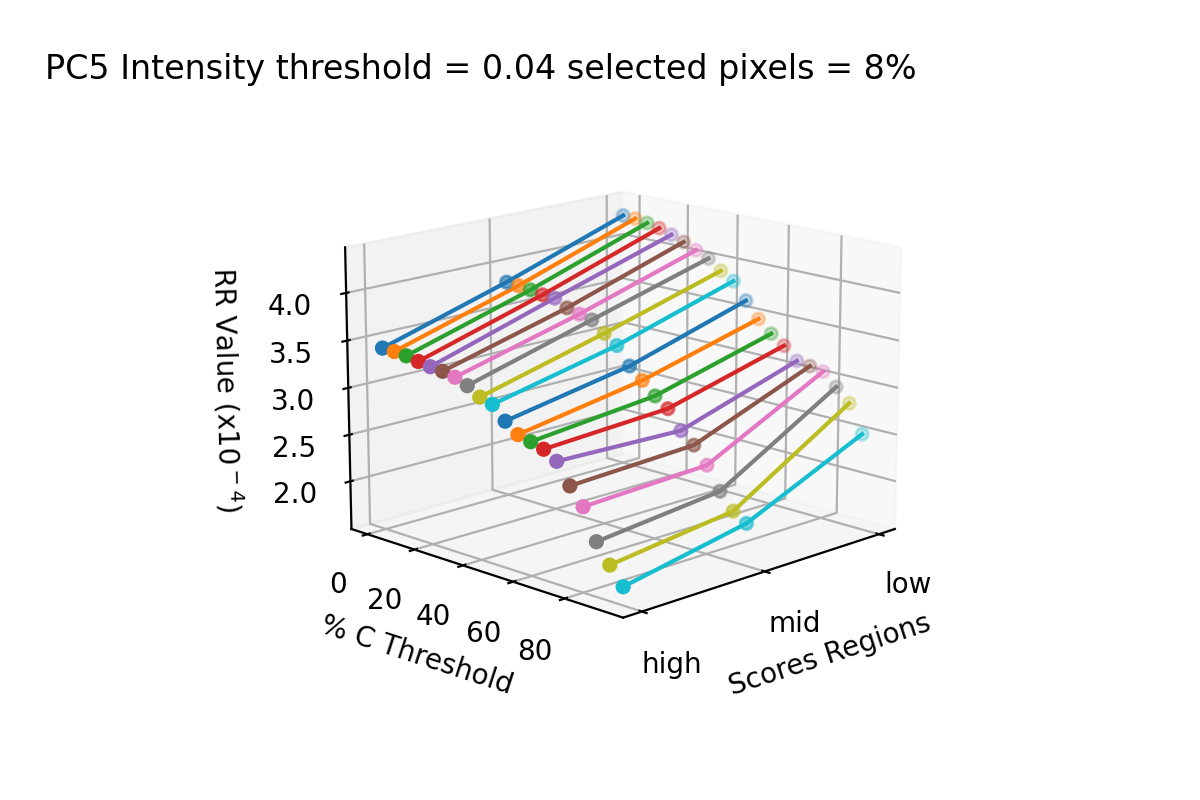 PC5 Intensity threshold = 0.04 selected pixels = 8%
RR Value (x10⁻⁴)
4.0
3.5
3.0
2.5
2.0
0
20
40
60
80
% C Threshold
high
mid
low
Scores Regions